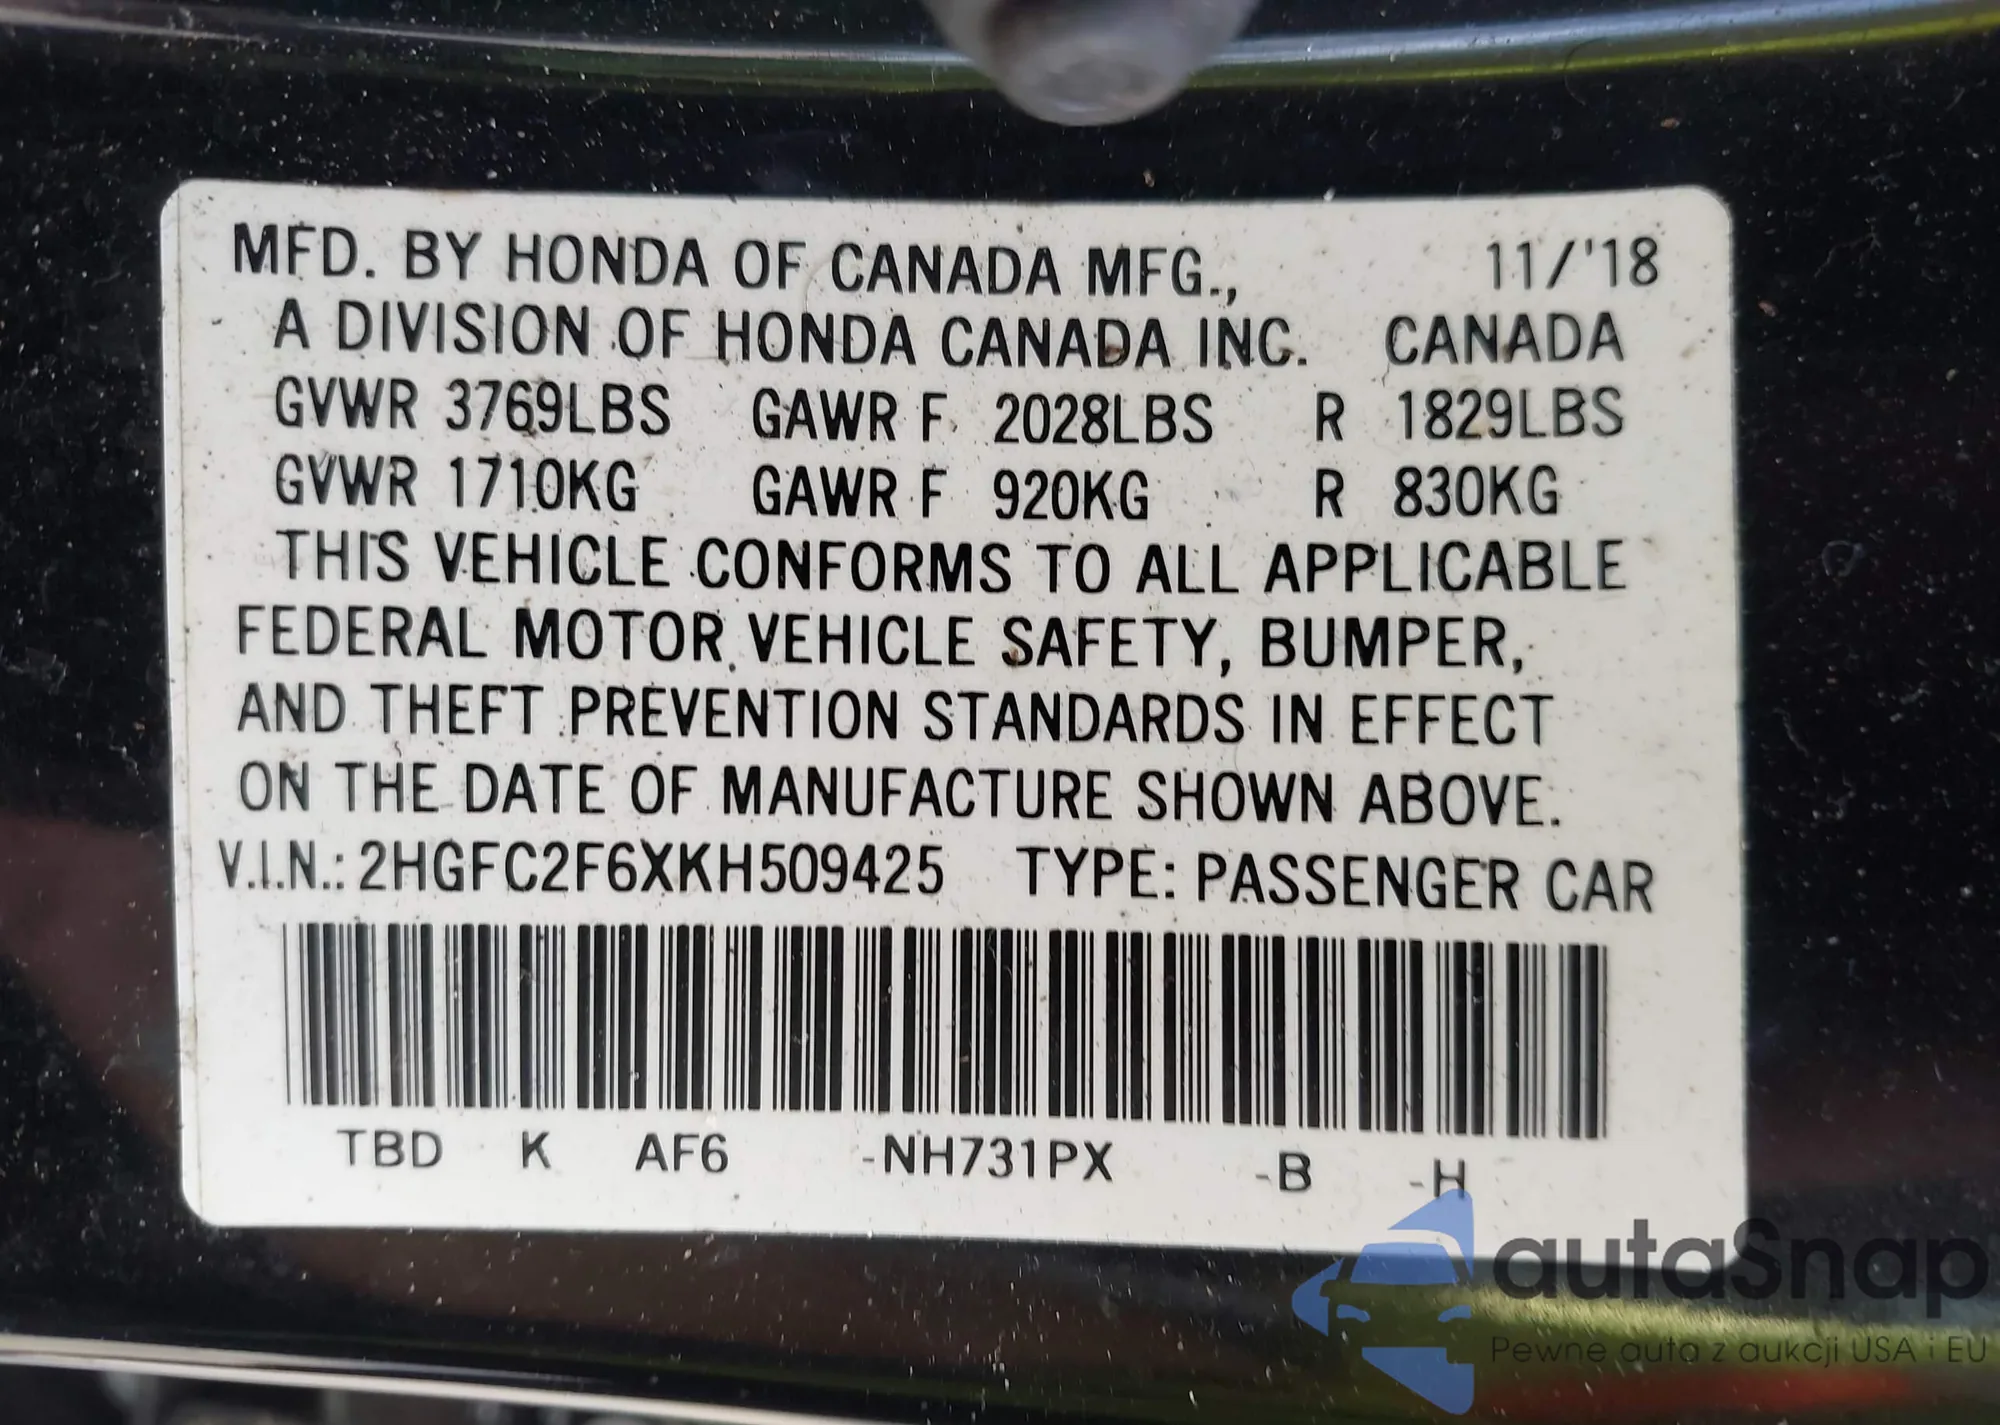 MFD. BY HONDA OF CANADA MFG., 11/'18
A DIVISION OF HONDA CANADA INC. CANADA
GVWR 3769LBS GAWR F 2028LBS R 1829LBS
GVWR 1710KG GAWR F 920KG R 830KG
THIS VEHICLE CONFORMS TO ALL APPLICABLE
FEDERAL MOTOR VEHICLE SAFETY, BUMPER,
AND THEFT PREVENTION STANDARDS IN EFFECT
ON THE DATE OF MANUFACTURE SHOWN ABOVE.
V.I.N.: 2HGFC2F6XKH509425 TYPE: PASSENGER CAR
TBD K AF6 -NH731PX -B -H
autaSnap
Pewne auta z aukcji USA i EU